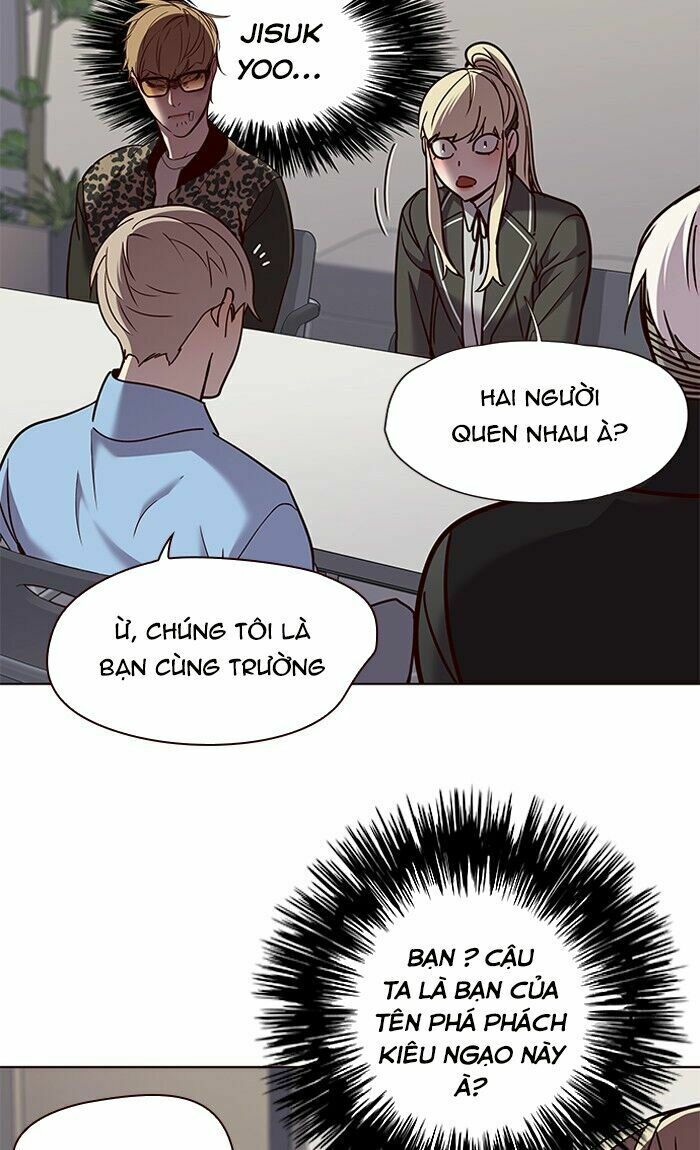 JISUK
YOO...
HAI NGƯỜI
QUEN NHAU À?
Ừ, CHÚNG TÔI LÀ
BẠN CÙNG TRƯỜNG
BẠN ? CẬU
TA LÀ BẠN CỦA
TÊN PHÁ PHÁCH
KIÊU NGẠO NÀY
À?